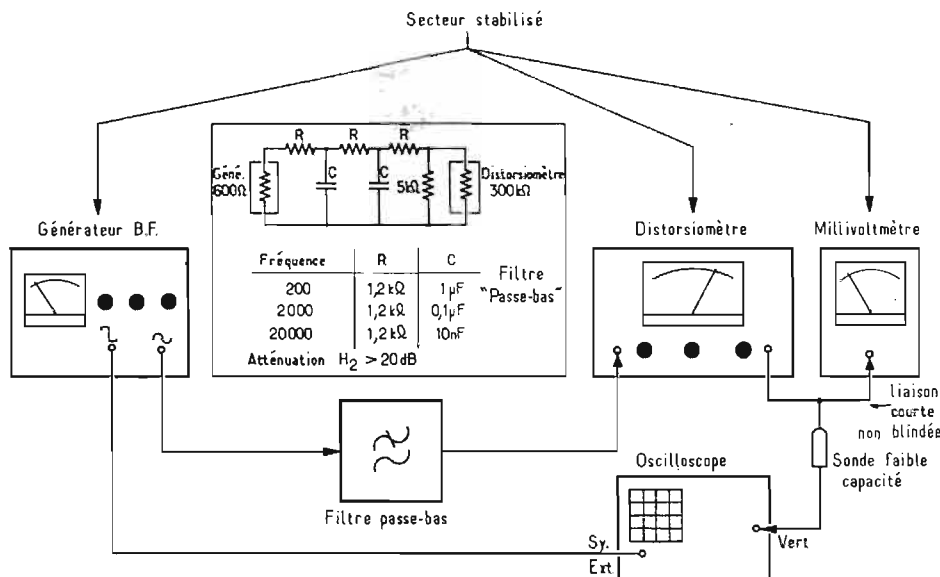 Secteur stabilisé
R R R
Géné. 600Ω
C C
5kΩ
Distorsiomètre 300kΩ
Générateur B.F.
Distorsiomètre
Millivoltmètre
Fréquence R C
200 1,2kΩ 1µF
2000 1,2kΩ 0,1µF
20000 1,2kΩ 10nF
Filtre
"Passe-bas"
Atténuation H2 > 20dB
liaison
courte
non blindée
Sonde faible
capacité
Oscilloscope
Filtre passe-bas
Sy.
Ext.
Vert